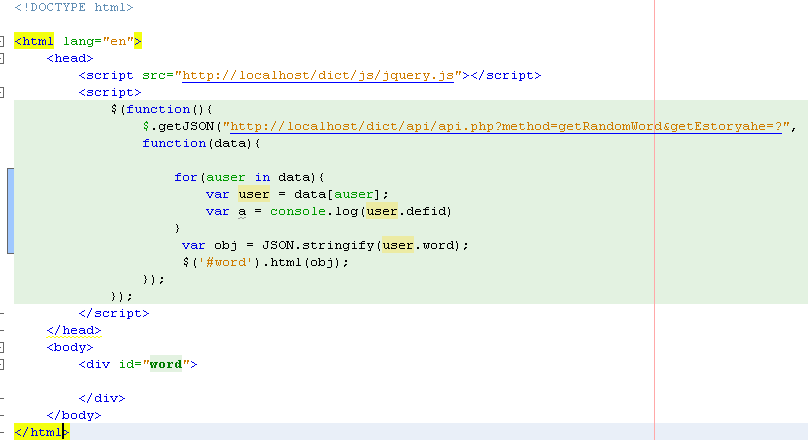 <!DOCTYPE html>
<html lang="en">
<head>
<script src="http://localhost/dict/js/jquery.js"></script>
<script>
$(function(){
$.getJSON("http://localhost/dict/api/api.php?method=getRandomWord&getEstoryahe=?",
function(data){
for(auser in data){
var user = data[auser];
var a = console.log(user.defid)
}
var obj = JSON.stringify(user.word);
$('#word').html(obj);
});
});
</script>
</head>
<body>
<div id="word">
</div>
</body>
</html>